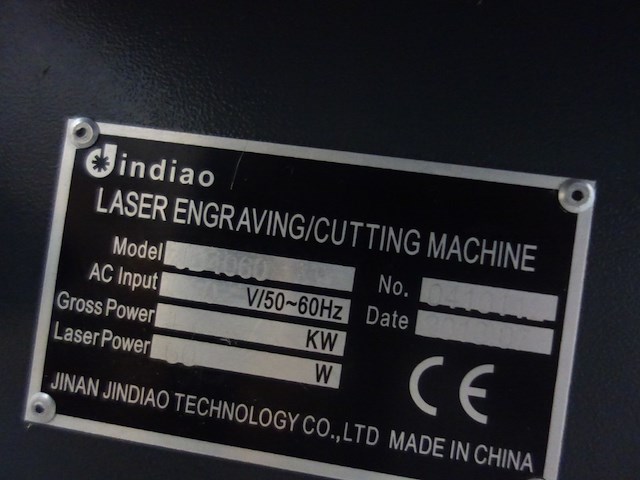 Jindiao
LASER ENGRAVING/CUTTING MACHINE
Model
AC Input V/50~60Hz
Gross Power KW
Laser Power W
No.
Date
CE
JINAN JINDIAO TECHNOLOGY CO.,LTD MADE IN CHINA